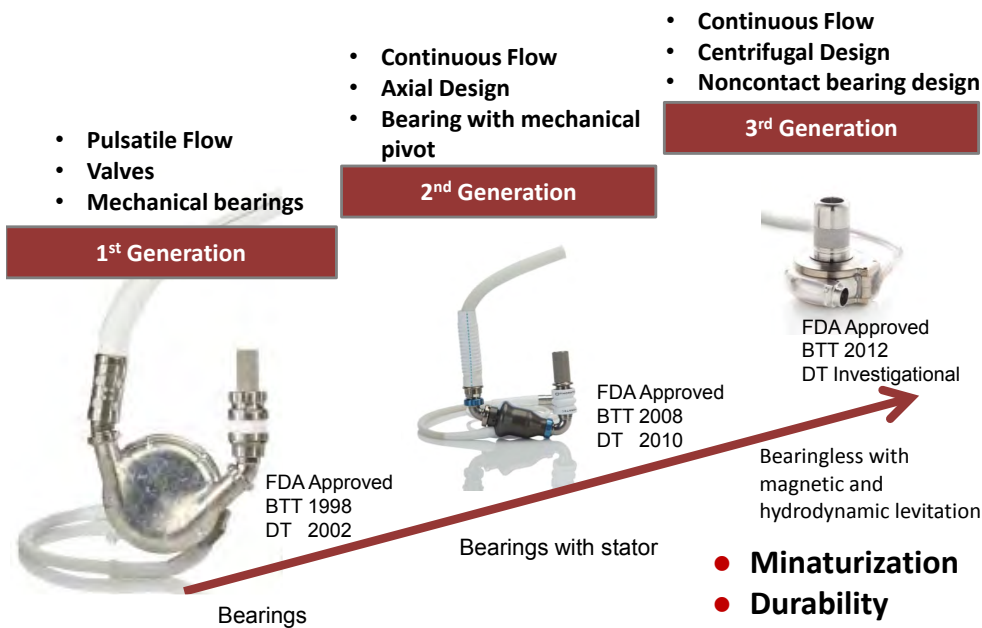 • Pulsatile Flow
• Valves
• Mechanical bearings
1st Generation
FDA Approved
BTT 1998
DT 2002
Bearings
• Continuous Flow
• Axial Design
• Bearing with mechanical
pivot
2nd Generation
FDA Approved
BTT 2008
DT 2010
Bearings with stator
• Continuous Flow
• Centrifugal Design
• Noncontact bearing design
3rd Generation
FDA Approved
BTT 2012
DT Investigational
Bearingless with
magnetic and
hydrodynamic levitation
• Minaturization
• Durability